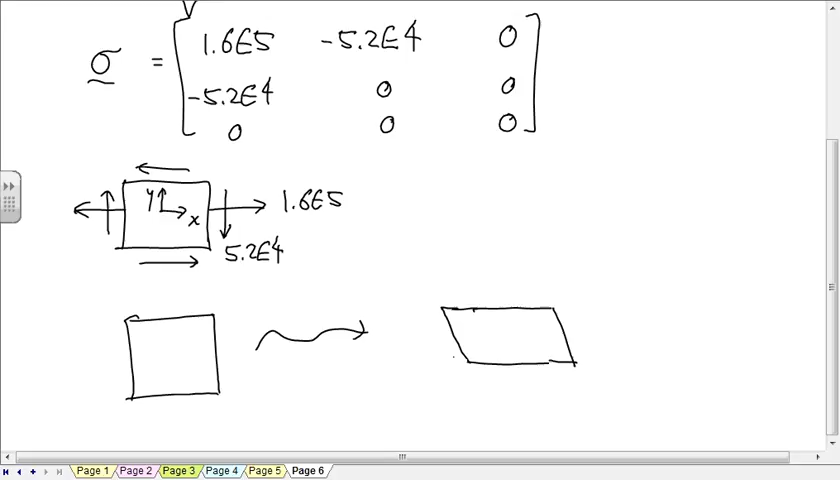 σ = 1.6E5 -5.2E4 0
-5.2E4 0 0
0 0 0
y x 1.6E5
5.2E4
Page 1 Page 2 Page 3 Page 4 Page 5 Page 6